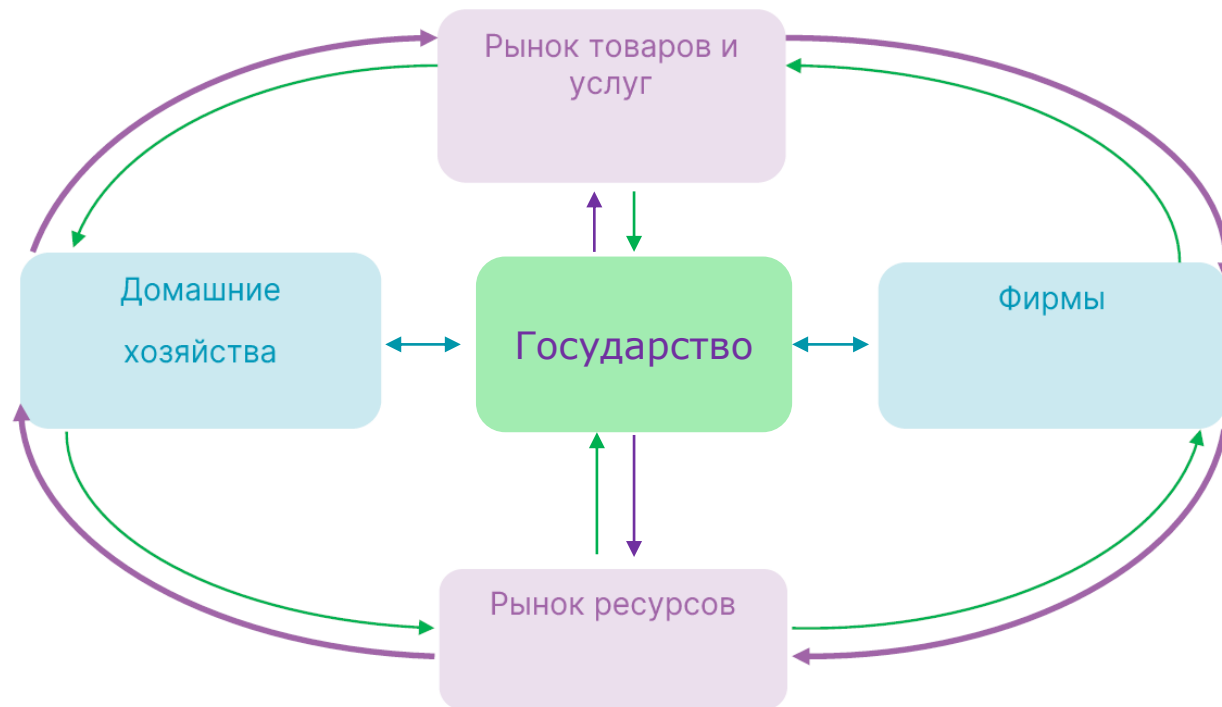 Рынок товаров и
услуг
Домашние
хозяйства
Государство
Фирмы
Рынок ресурсов